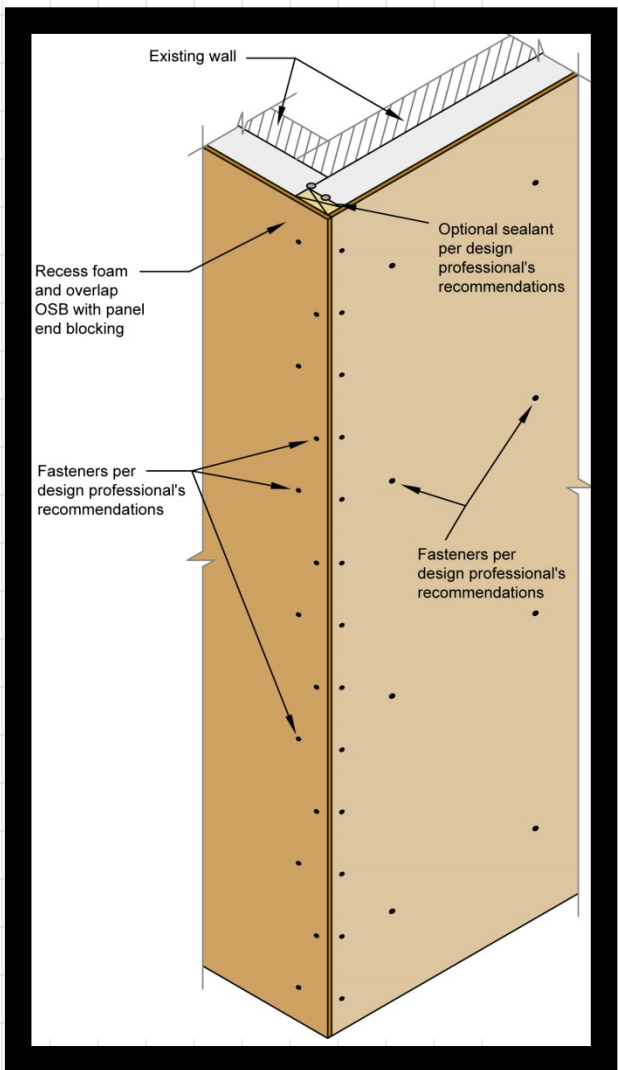 Existing wall
Optional sealant
per design
professional's
recommendations
Recess foam
and overlap
OSB with panel
end blocking
Fasteners per
design professional's
recommendations
Fasteners per
design professional's
recommendations